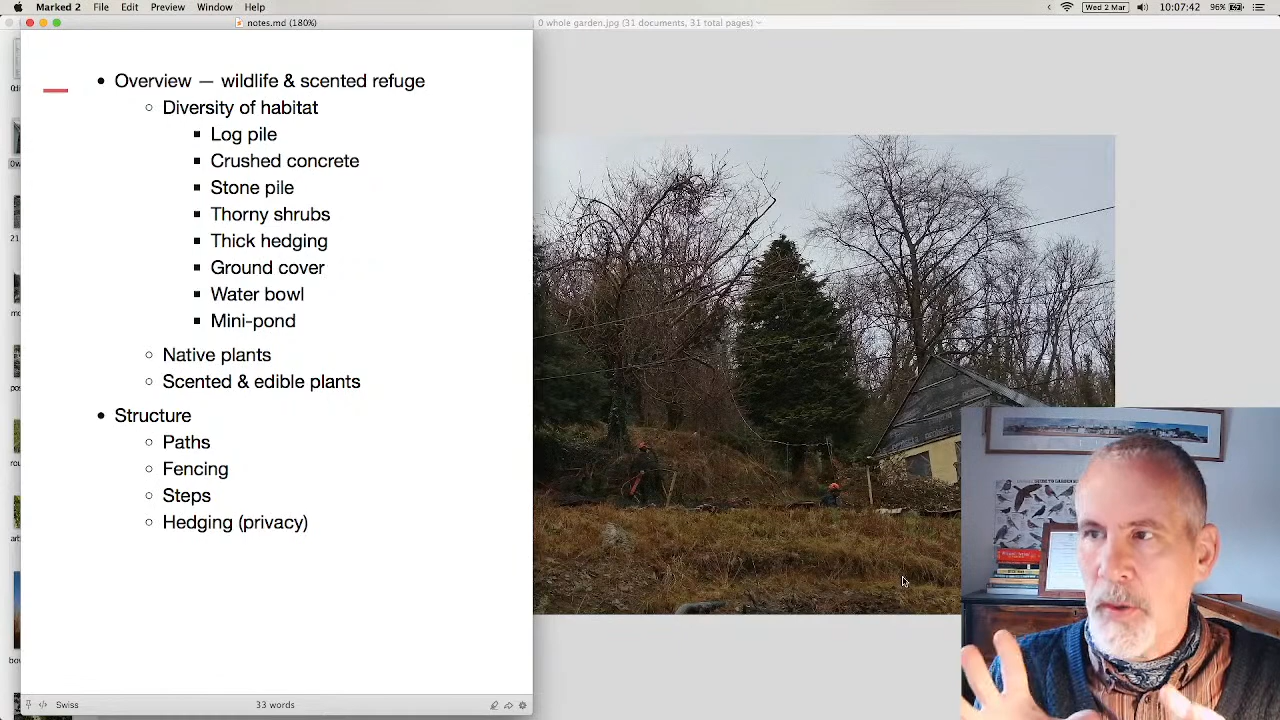 Marked 2 File Edit Preview Window Help
Wed 2 Mar 10:07:42 96%
notes.md (180%)
0 whole garden.jpg (31 documents, 31 total pages)
• Overview — wildlife & scented refuge
○ Diversity of habitat
▪ Log pile
▪ Crushed concrete
▪ Stone pile
▪ Thorny shrubs
▪ Thick hedging
▪ Ground cover
▪ Water bowl
▪ Mini-pond
○ Native plants
○ Scented & edible plants
• Structure
○ Paths
○ Fencing
○ Steps
○ Hedging (privacy)
Swiss
33 words